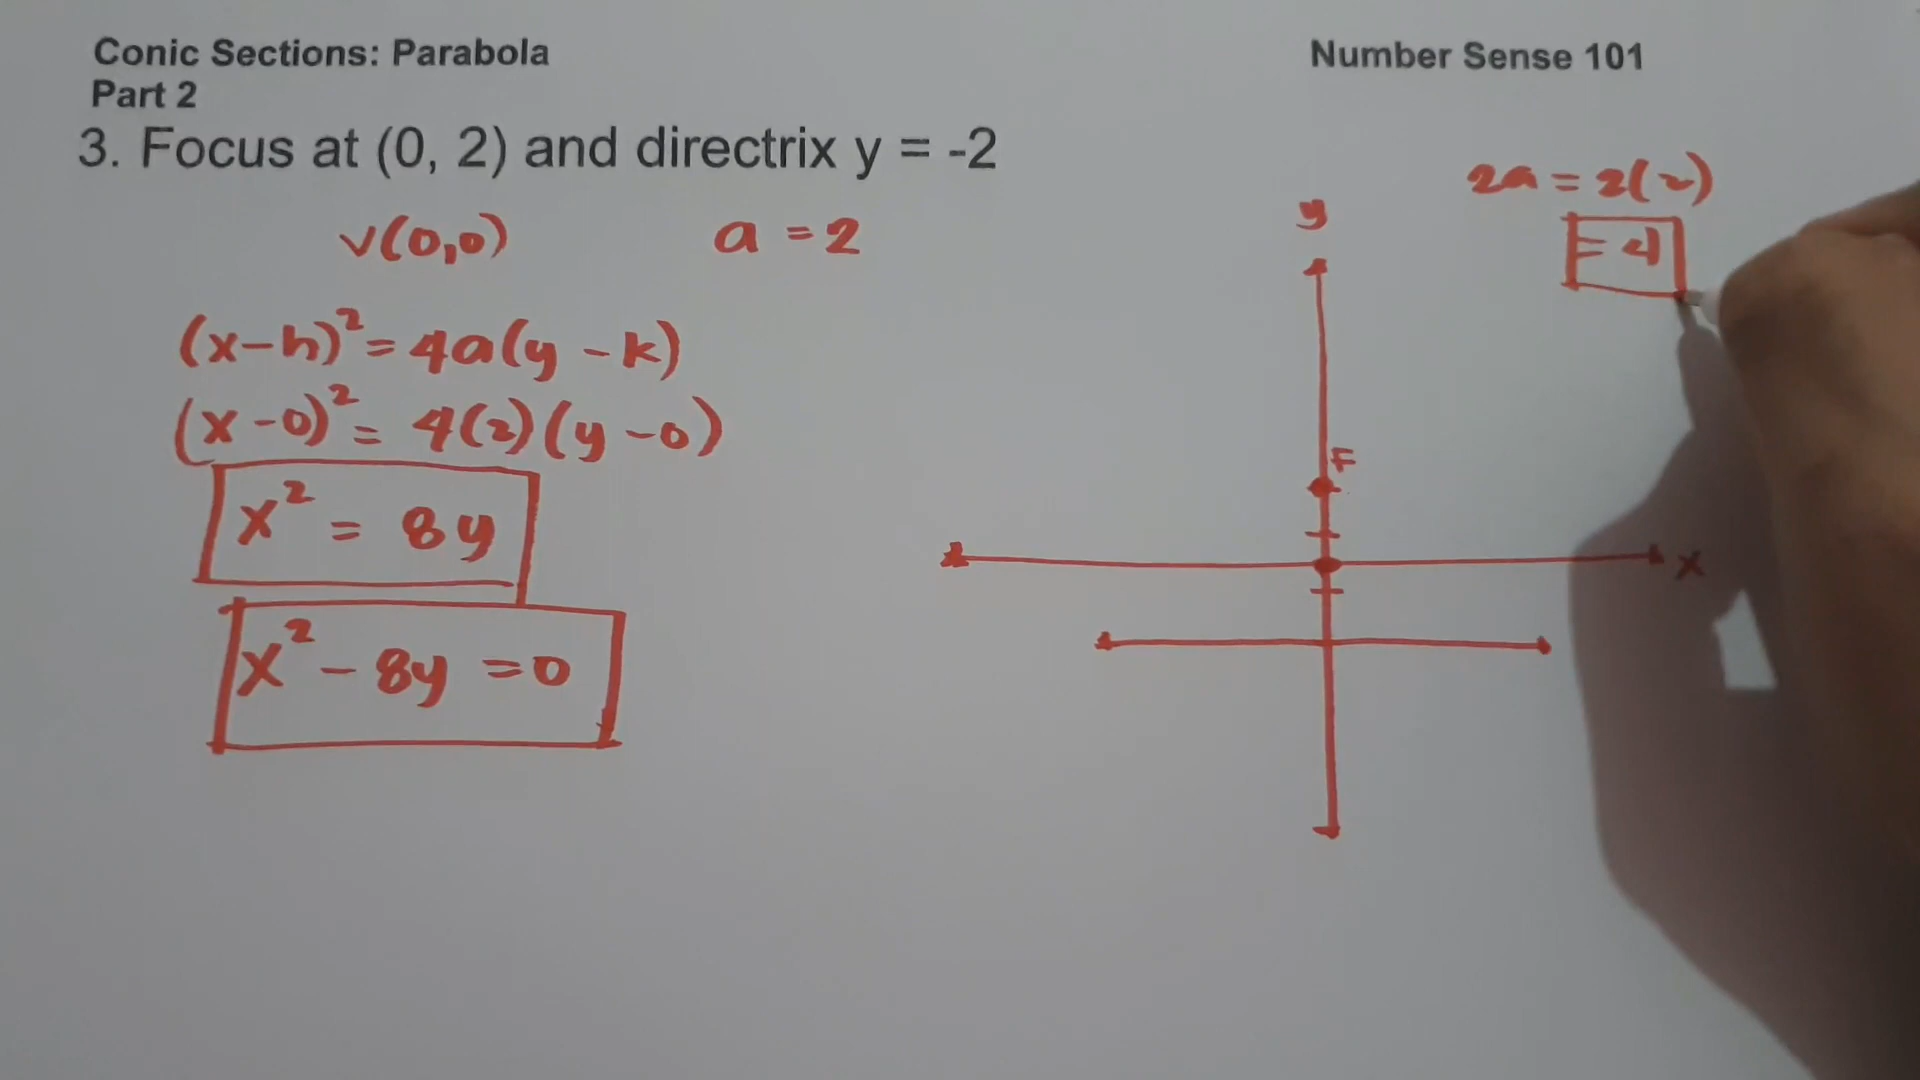 Conic Sections: Parabola
Number Sense 101
Part 2
3. Focus at (0, 2) and directrix y = -2
v(0,0)
a = 2
(x-h)² = 4a(y-k)
(x-0)² = 4(2)(y-0)
x² = 8y
x² - 8y = 0
2a = 2(2)
= 4
y
F
x